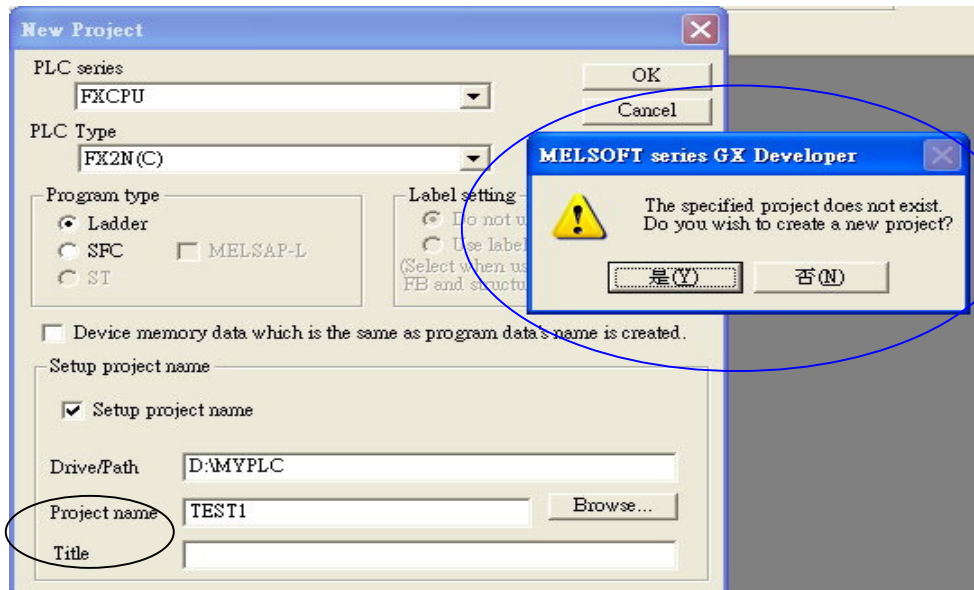 New Project
PLC series
FXCPU
OK
Cancel
PLC Type
FX2N(C)
Program type
Ladder
SFC
MELSAP-L
ST
Label setting
Do not u
Use label
(Select when us
FB and structu
MELSOFT series GX Developer
The specified project does not exist.
Do you wish to create a new project?
是(Y)
否(N)
Device memory data which is the same as program data's name is created.
Setup project name
Setup project name
Drive/Path
D:\MYPLC
Project name
TEST1
Browse...
Title